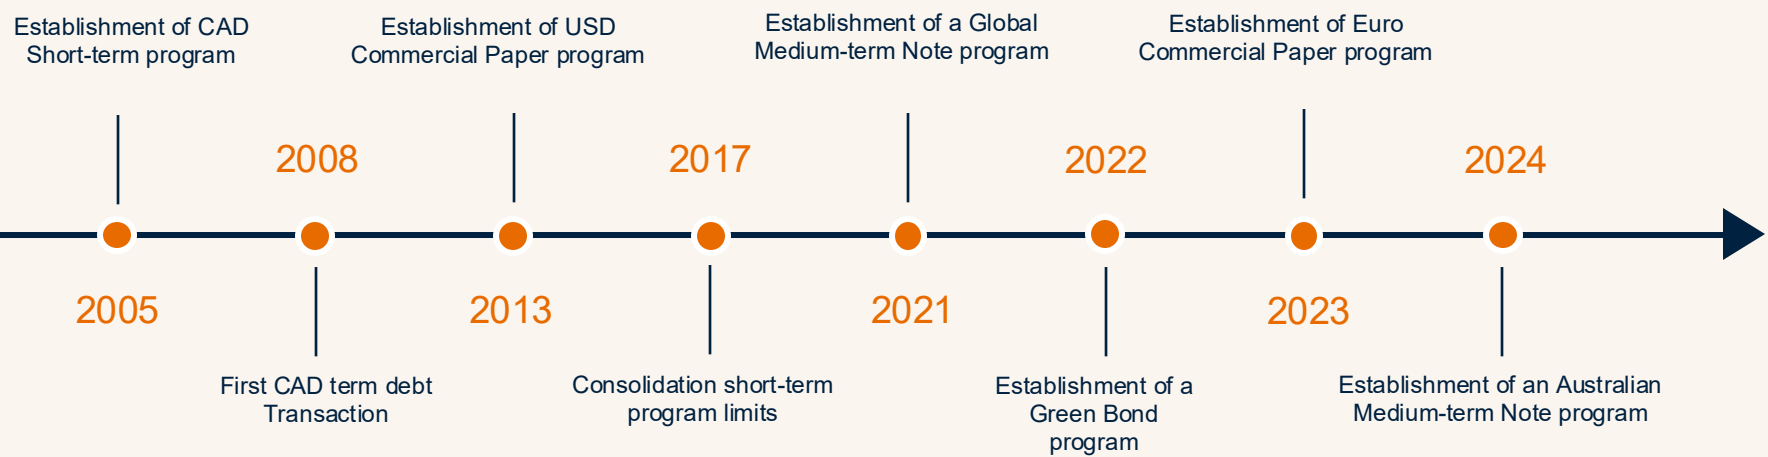 Establishment of CAD
Short-term program
Establishment of USD
Commercial Paper program
Establishment of a Global
Medium-term Note program
Establishment of Euro
Commercial Paper program
2008
2017
2022
2024
2005
2013
2021
2023
First CAD term debt
Transaction
Consolidation short-term
program limits
Establishment of a
Green Bond
program
Establishment of an Australian
Medium-term Note program